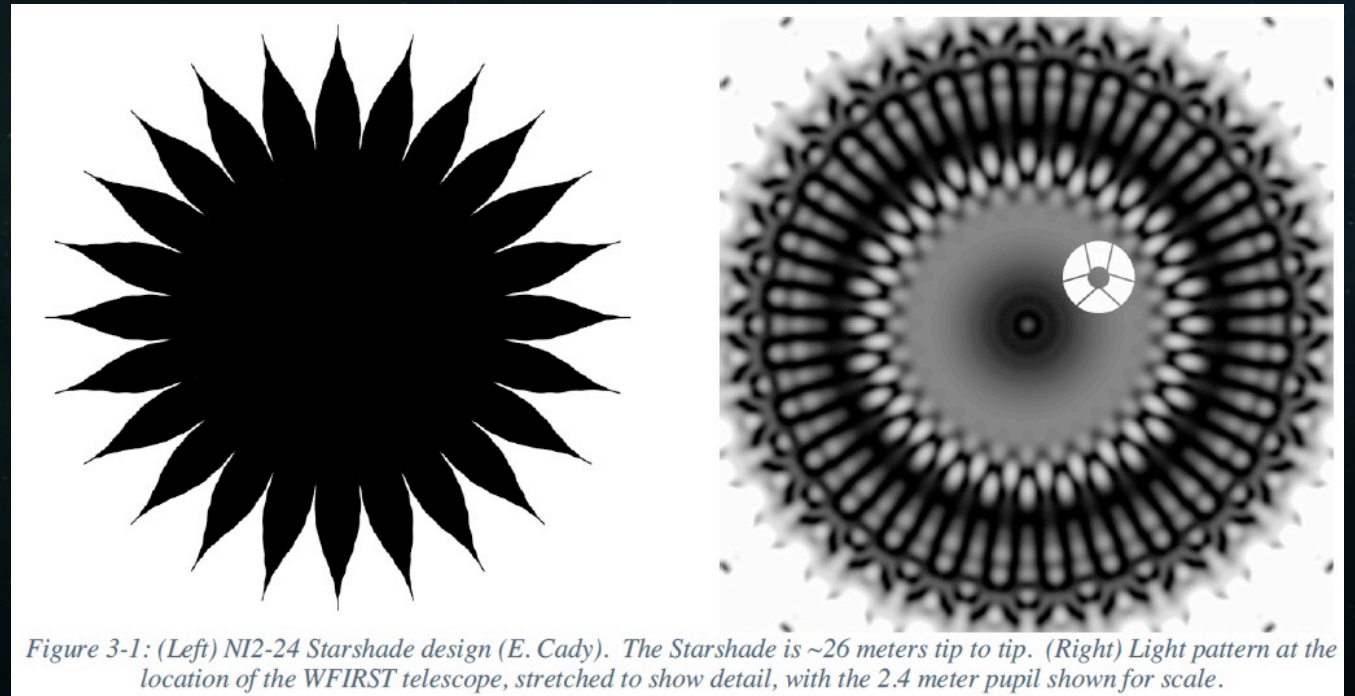 Figure 3-1: (Left) NI2-24 Starshade design (E. Cady). The Starshade is ~26 meters tip to tip. (Right) Light pattern at the
location of the WFIRST telescope, stretched to show detail, with the 2.4 meter pupil shown for scale.